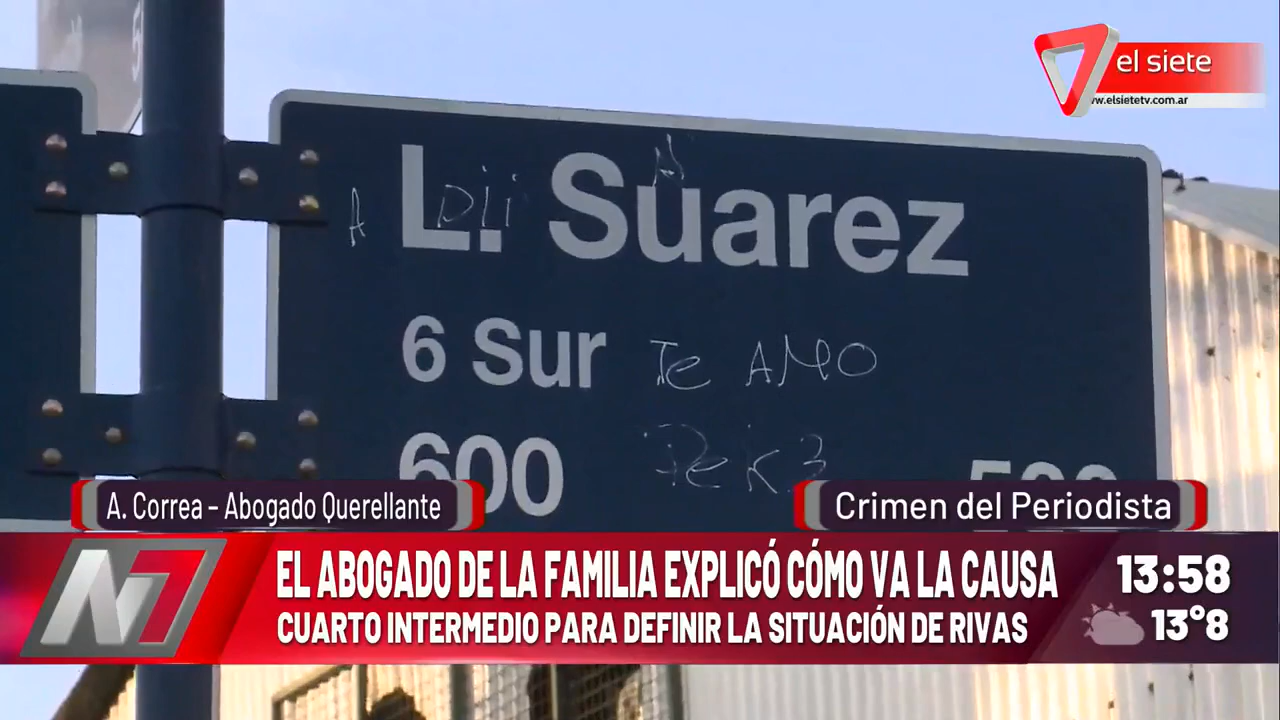 el siete
www.elsietetv.com.ar
L. Suarez
6 Sur
Te AMO
600
A. Correa - Abogado Querellante
Crimen del Periodista
N7
EL ABOGADO DE LA FAMILIA EXPLICÓ CÓMO VA LA CAUSA
CUARTO INTERMEDIO PARA DEFINIR LA SITUACIÓN DE RIVAS
13:58
13°8